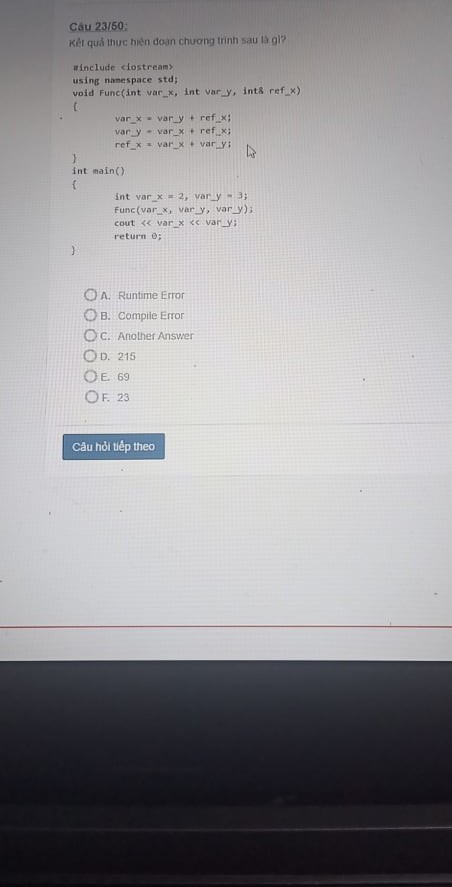 Câu 23/50:
Kết quả thực hiện đoạn chương trình sau là gì?
#include <iostream>
using namespace std;
void Func(int var_x, int var_y, int& ref_x)
{
var_x = var_y + ref_x;
var_y = var_x + ref_x;
ref_x = var_x + var_y;
}
int main()
{
int var_x = 2, var_y = 3;
Func(var_x, var_y, var_y);
cout << var_x << var_y;
return 0;
}
A. Runtime Error
B. Compile Error
C. Another Answer
D. 215
E. 69
F. 23
Câu hỏi tiếp theo